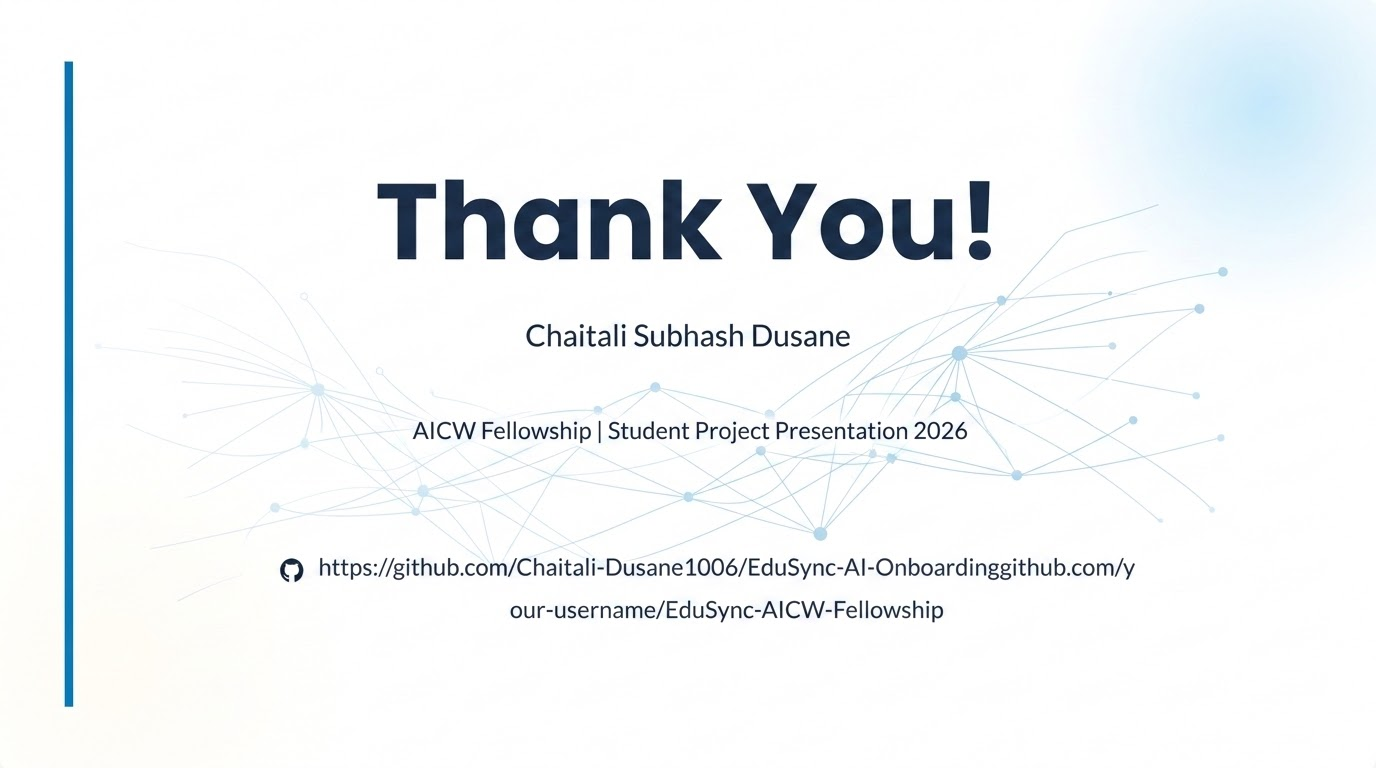 Thank You!
Chaitali Subhash Dusane
AICW Fellowship | Student Project Presentation 2026
https://github.com/Chaitali-Dusane1006/EduSync-AI-Onboardinggithub.com/y
our-username/EduSync-AICW-Fellowship